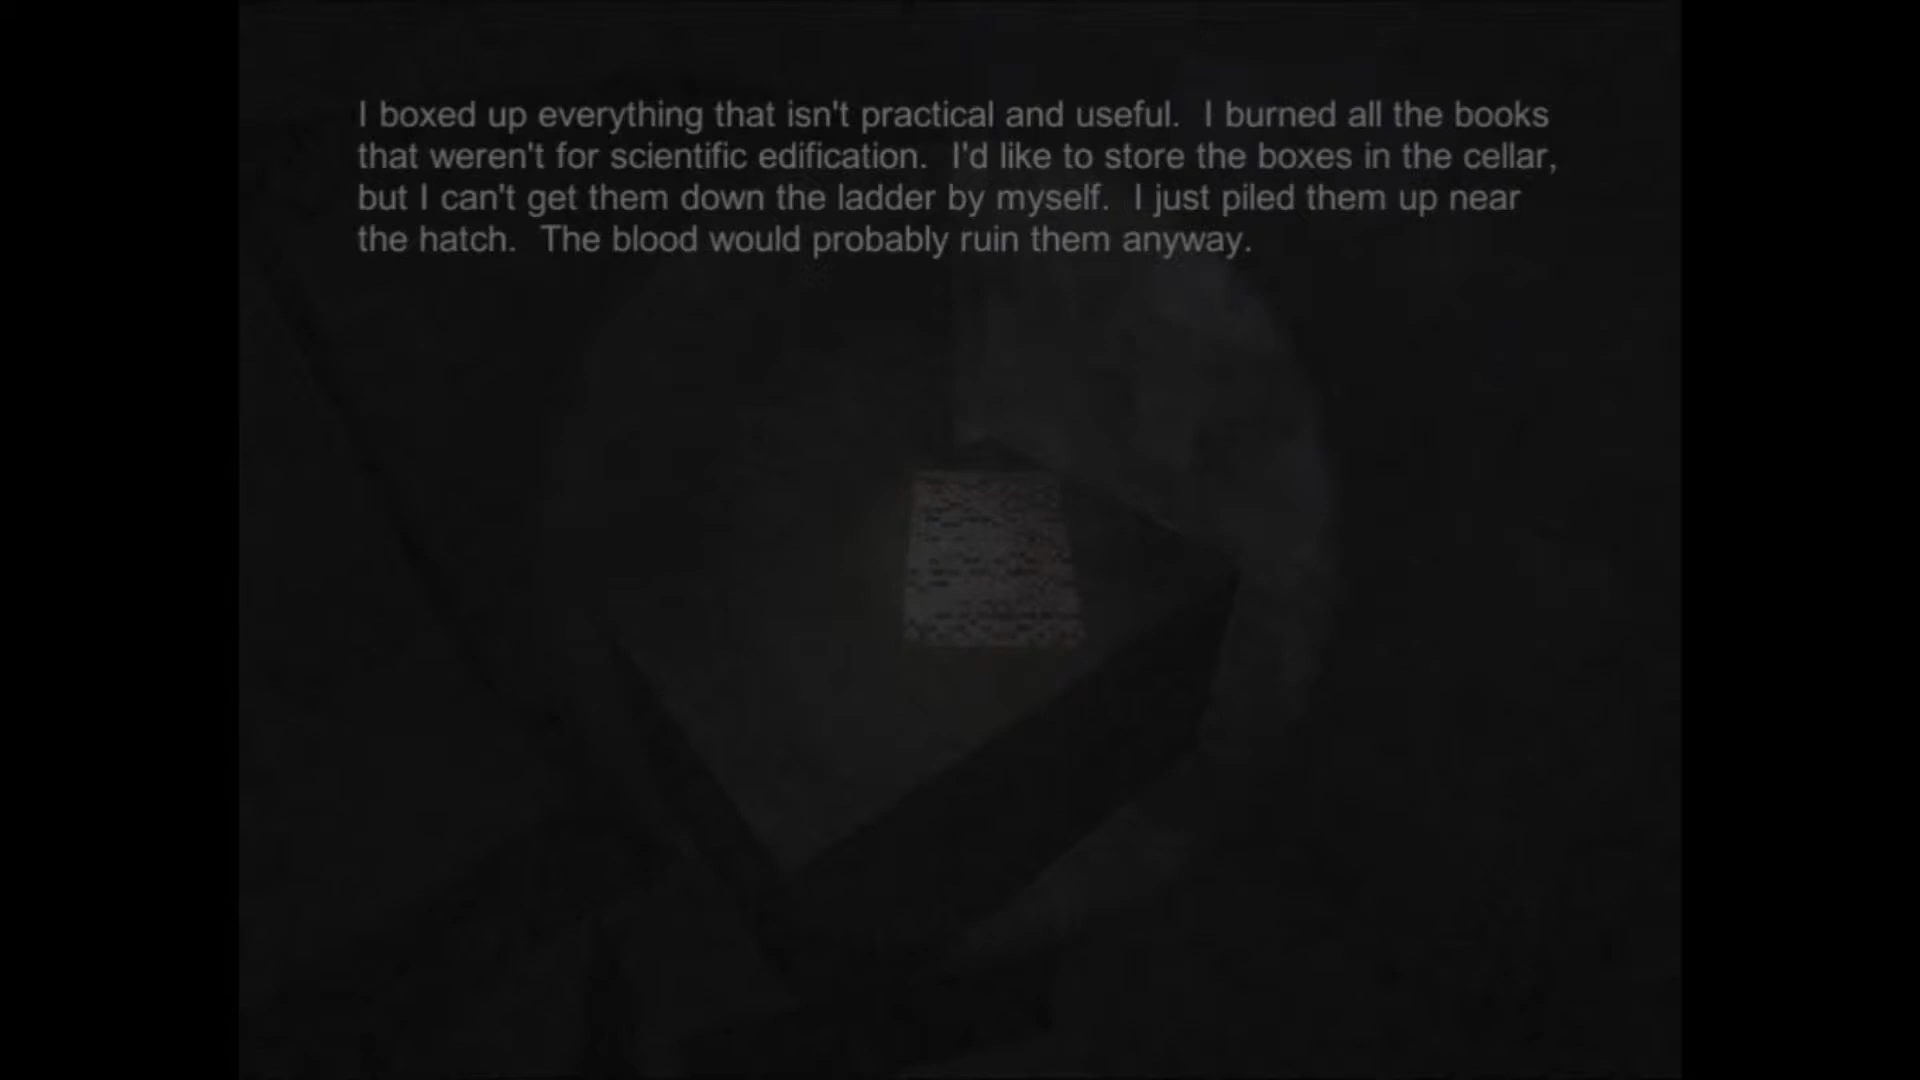 I boxed up everything that isn't practical and useful.  I burned all the books
that weren't for scientific edification.  I'd like to store the boxes in the cellar,
but I can't get them down the ladder by myself.  I just piled them up near
the hatch.  The blood would probably ruin them anyway.